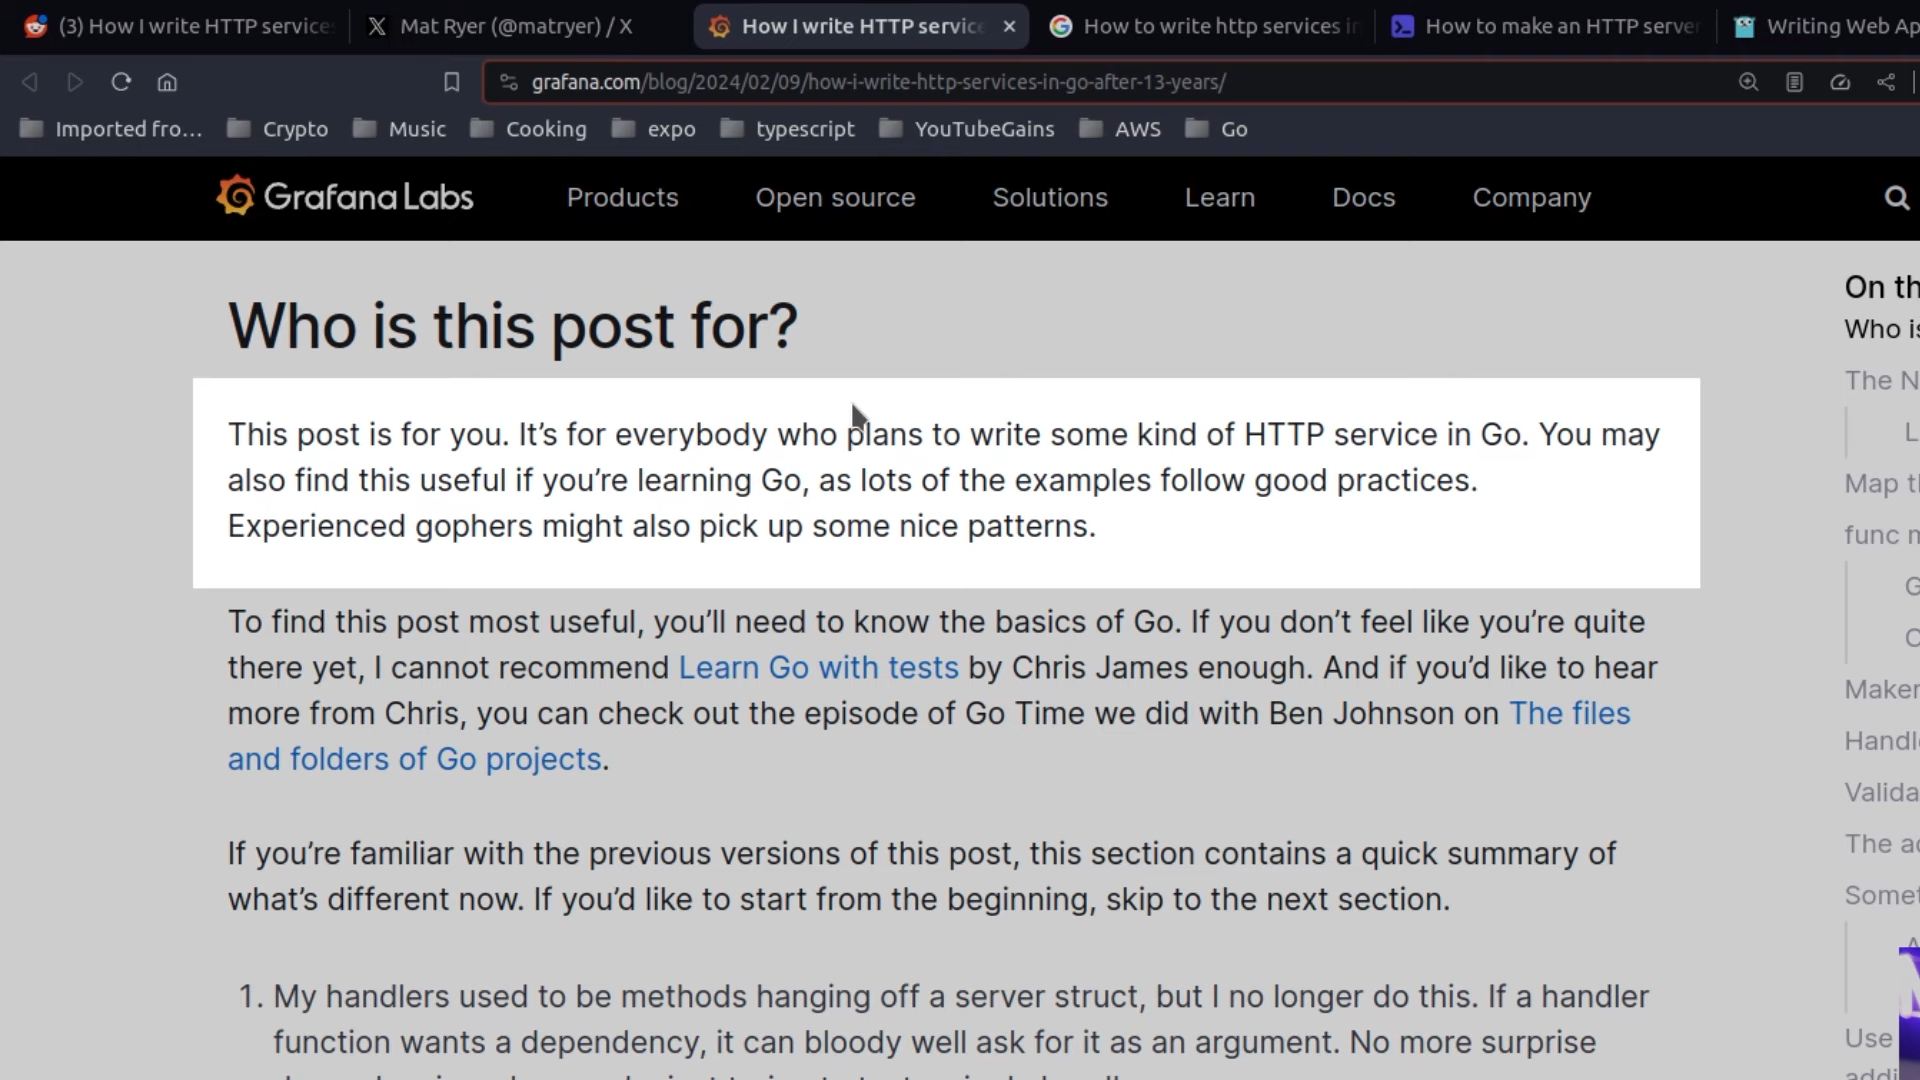 (3) How I write HTTP services
Mat Ryer (@matryer) / X
How I write HTTP service
How to write http services in
How to make an HTTP server
Writing Web Ap
grafana.com/blog/2024/02/09/how-i-write-http-services-in-go-after-13-years/
Imported fro...
Crypto
Music
Cooking
expo
typescript
YouTubeGains
AWS
Go
Grafana Labs
Products
Open source
Solutions
Learn
Docs
Company
Who is this post for?
This post is for you. It’s for everybody who plans to write some kind of HTTP service in Go. You may
also find this useful if you’re learning Go, as lots of the examples follow good practices.
Experienced gophers might also pick up some nice patterns.
To find this post most useful, you’ll need to know the basics of Go. If you don’t feel like you’re quite
there yet, I cannot recommend Learn Go with tests by Chris James enough. And if you’d like to hear
more from Chris, you can check out the episode of Go Time we did with Ben Johnson on The files
and folders of Go projects.
If you’re familiar with the previous versions of this post, this section contains a quick summary of
what’s different now. If you’d like to start from the beginning, skip to the next section.
1. My handlers used to be methods hanging off a server struct, but I no longer do this. If a handler
function wants a dependency, it can bloody well ask for it as an argument. No more surprise
On th
Who is
The N
L
Map th
func m
G
Maker
Handl
Valida
The ad
Somet
Use
addi